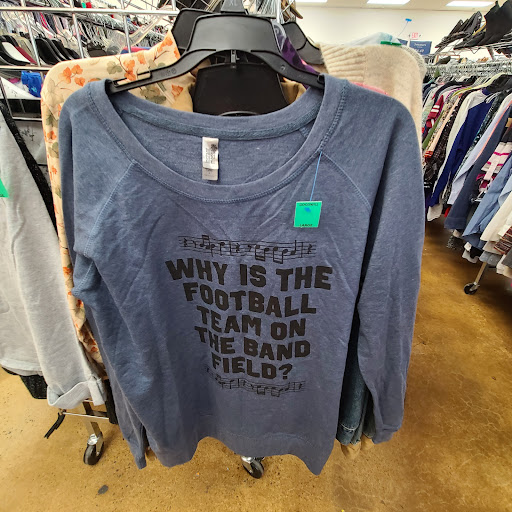 WHY IS THE
FOOTBALL
TEAM ON
THE BAND
FIELD?